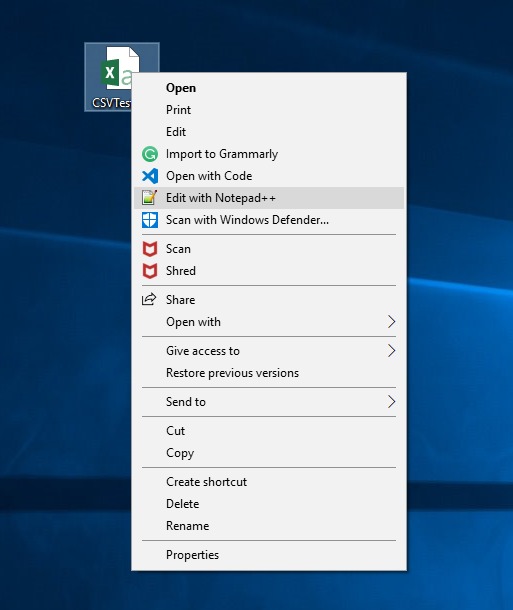 CSVTes
Open
Print
Edit
Import to Grammarly
Open with Code
Edit with Notepad++
Scan with Windows Defender...
Scan
Shred
Share
Open with
Give access to
Restore previous versions
Send to
Cut
Copy
Create shortcut
Delete
Rename
Properties